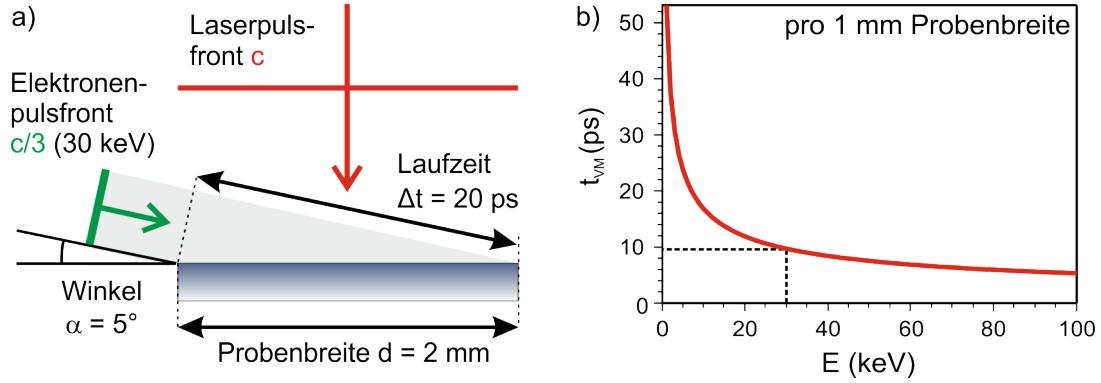 a)
Laserpuls-
front c
Elektronen-
pulsfront
c/3 (30 keV)
Laufzeit
Δt = 20 ps
Winkel
α = 5°
Probenbreite d = 2 mm
b)
pro 1 mm Probenbreite
t_VM (ps)
50
40
30
20
10
0
0 20 40 60 80 100
E (keV)